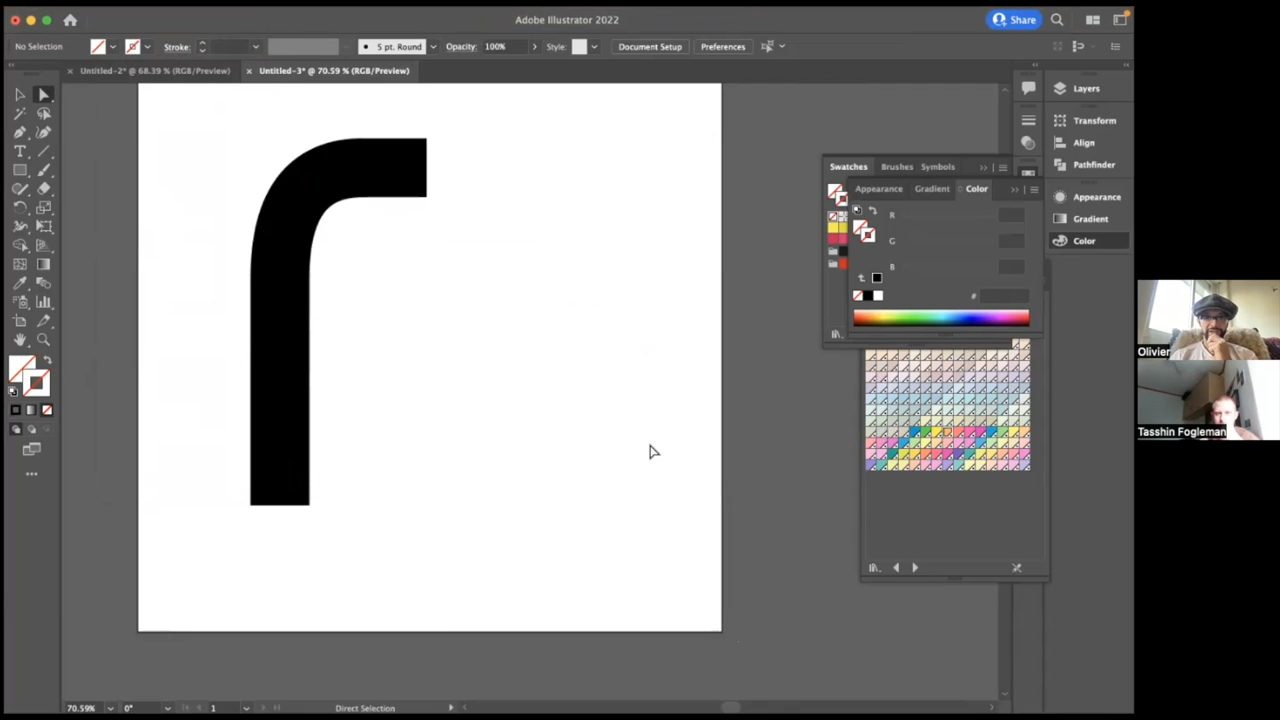 Adobe Illustrator 2022
Share
No Selection
Stroke:
5 pt. Round
Opacity:
100%
Style:
Document Setup
Preferences
× Untitled-2* @ 68.39 % (RGB/Preview)
× Untitled-3* @ 70.59 % (RGB/Preview)
Layers
Transform
Align
Pathfinder
Appearance
Gradient
Color
Swatches
Brushes
Symbols
Appearance
Gradient
Color
R
G
B
#
Olivier
Tasshin Fogleman
70.59%
0°
1
Direct Selection